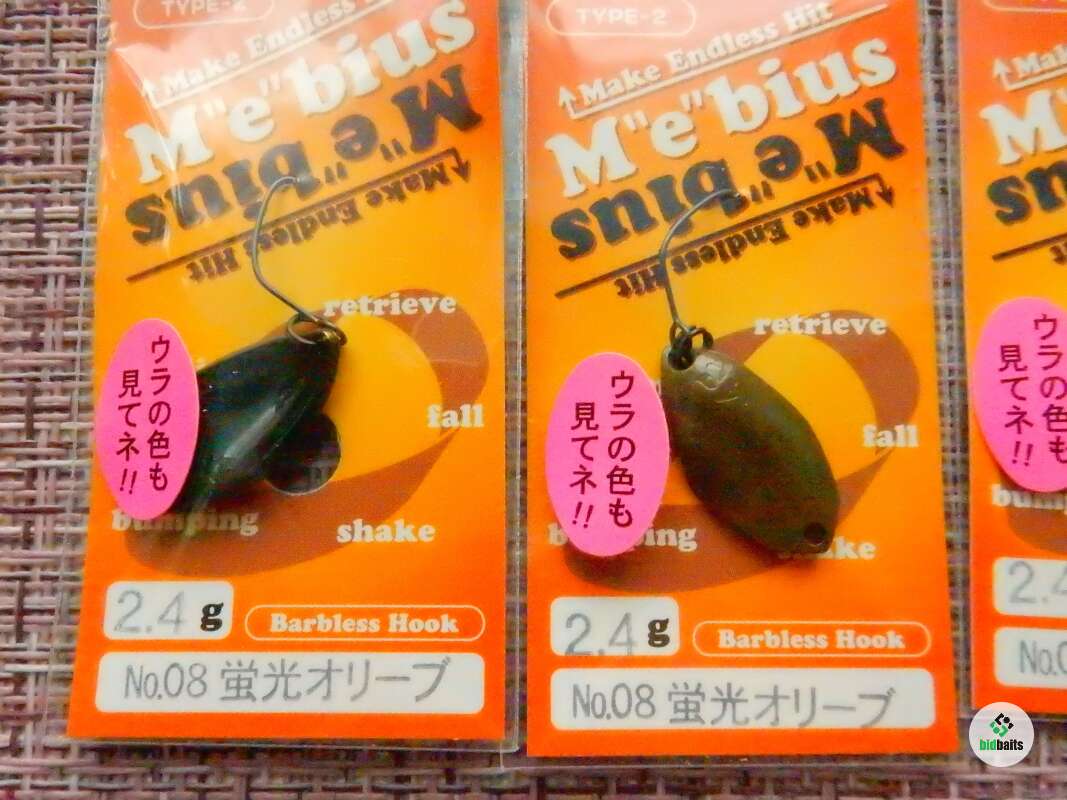 TYPE-2
Make Endless Hit
M"e"bius
M"e"bius
Make Endless Hit
retrieve
fall
shake
bumping
ウラの色も
見てネ!!
2.4g
Barbless Hook
No.08 蛍光オリーブ
TYPE-2
Make Endless Hit
M"e"bius
M"e"bius
Make Endless Hit
retrieve
fall
ウラの色も
見てネ!!
2.4g
Barbless Hook
No.08 蛍光オリーブ
ウラの色も
見てネ!!
2.4
bidbaits